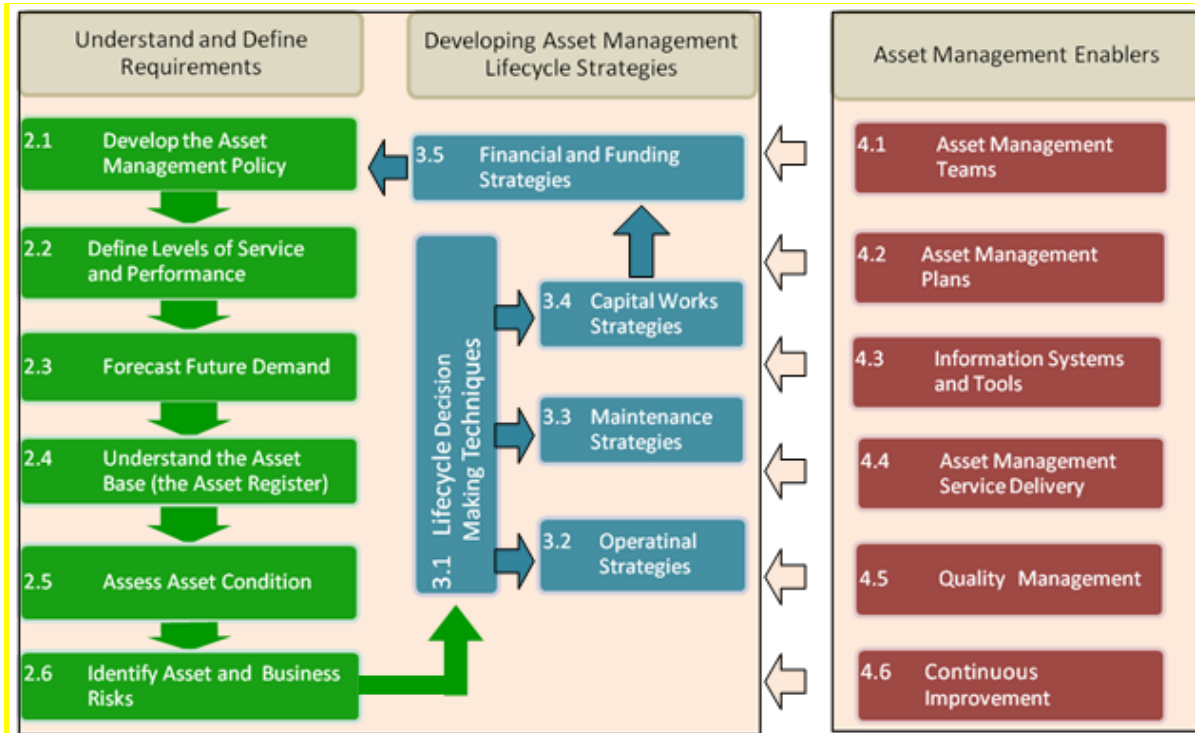 Understand and Define
Requirements
2.1 Develop the Asset
Management Policy
2.2 Define Levels of Service
and Performance
2.3 Forecast Future Demand
2.4 Understand the Asset
Base (the Asset Register)
2.5 Assess Asset Condition
2.6 Identify Asset and Business
Risks
Developing Asset Management
Lifecycle Strategies
3.5 Financial and Funding
Strategies
3.1 Lifecycle Decision
Making Techniques
3.4 Capital Works
Strategies
3.3 Maintenance
Strategies
3.2 Operatinal
Strategies
Asset Management Enablers
4.1 Asset Management
Teams
4.2 Asset Management
Plans
4.3 Information Systems
and Tools
4.4 Asset Management
Service Delivery
4.5 Quality Management
4.6 Continuous
Improvement